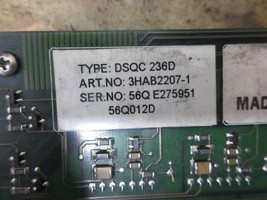 TYPE: DSQC 236D
ART.NO: 3HAB2207-1
SER.NO: 56Q E275951
56Q012D
MAD